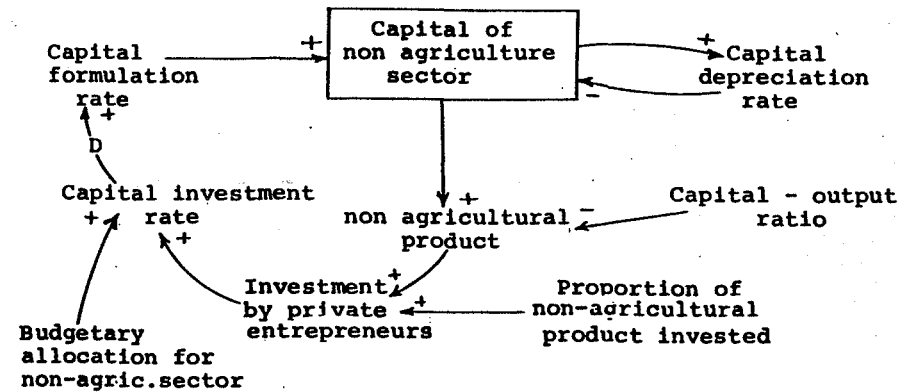 Capital of
non agriculture
sector
+
Capital
formulation
rate
+
+
Capital
depreciation
rate
-
D
Capital investment
rate
+
+
+
non agricultural
product
-
Capital - output
ratio
Investment
by private
entrepreneurs
+
+
Proportion of
non-agricultural
product invested
Budgetary
allocation for
non-agric.sector